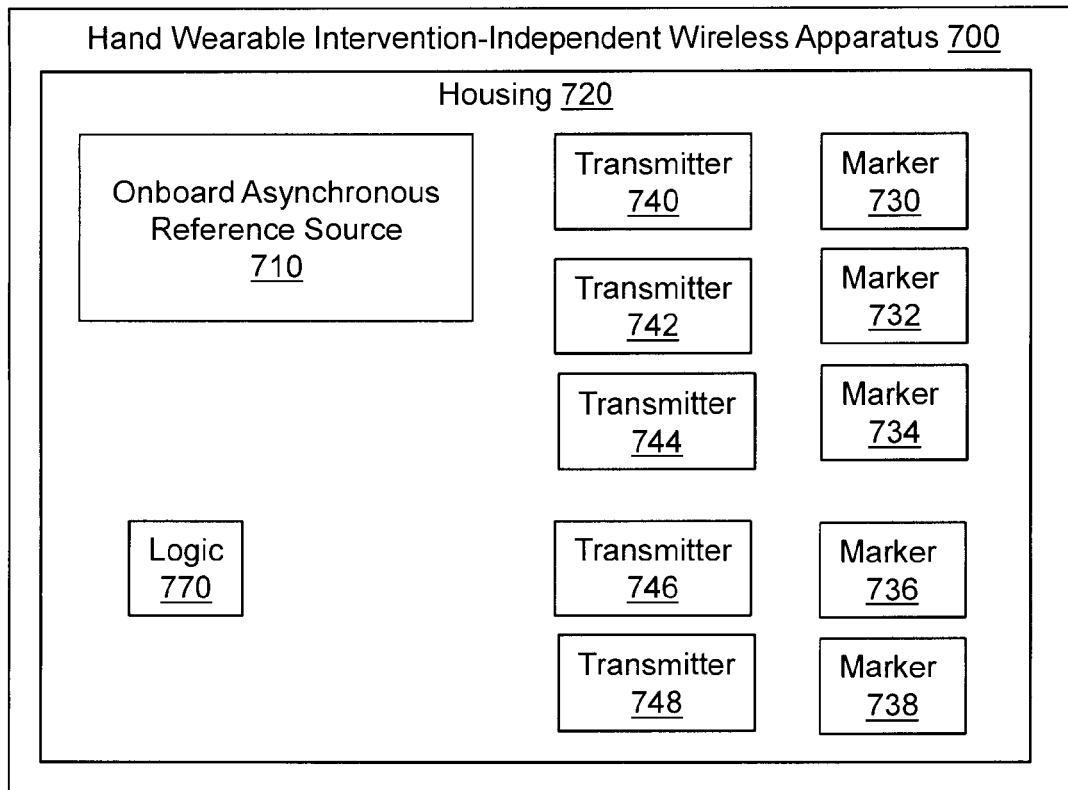 Hand Wearable Intervention-Independent Wireless Apparatus 700
Housing 720
Onboard Asynchronous
Reference Source
710
Transmitter
740
Marker
730
Transmitter
742
Marker
732
Transmitter
744
Marker
734
Logic
770
Transmitter
746
Marker
736
Transmitter
748
Marker
738